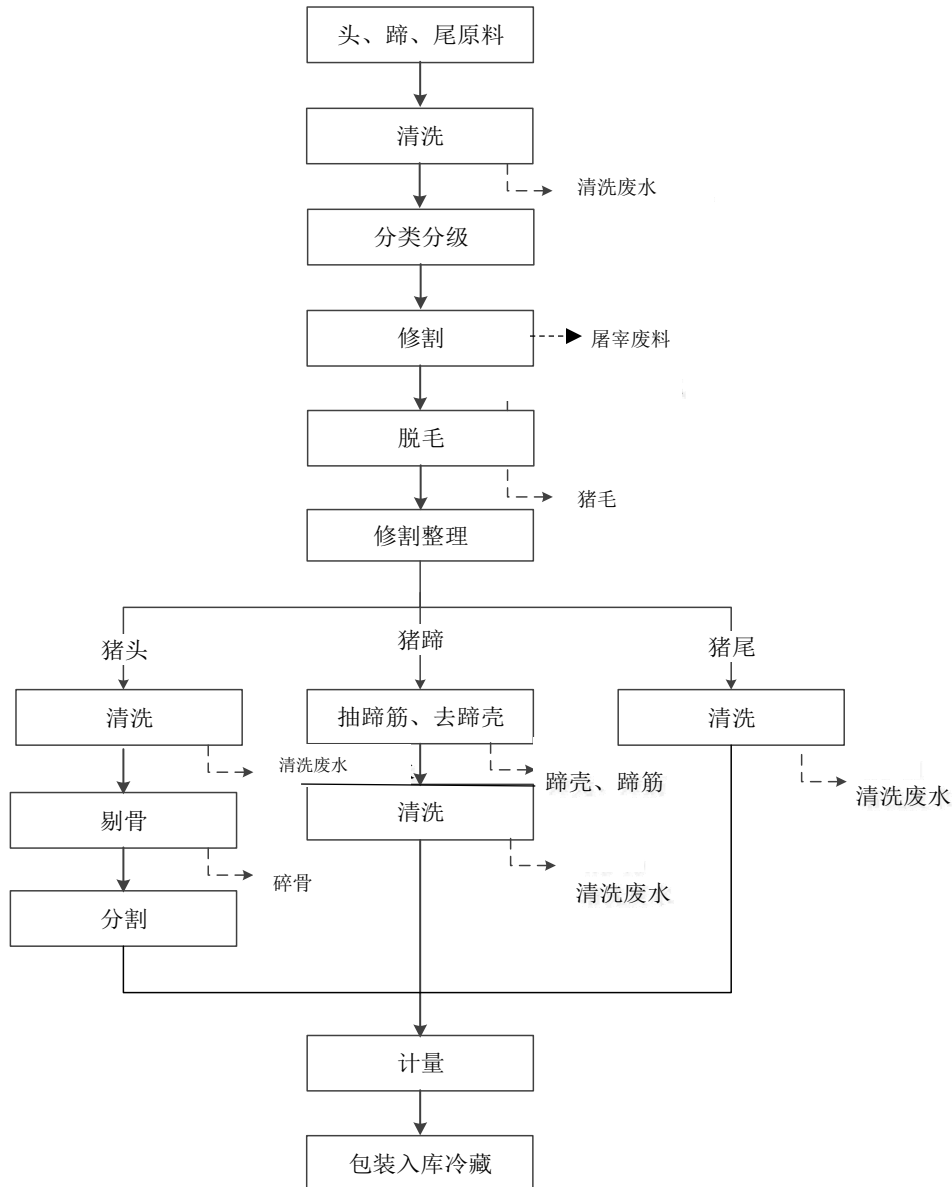 头、蹄、尾原料
清洗
清洗废水
分类分级
修割
屠宰废料
脱毛
猪毛
修割整理
猪头
猪蹄
猪尾
清洗
抽蹄筋、去蹄壳
清洗
清洗废水
蹄壳、蹄筋
清洗废水
剔骨
清洗
碎骨
清洗废水
分割
计量
包装入库冷藏